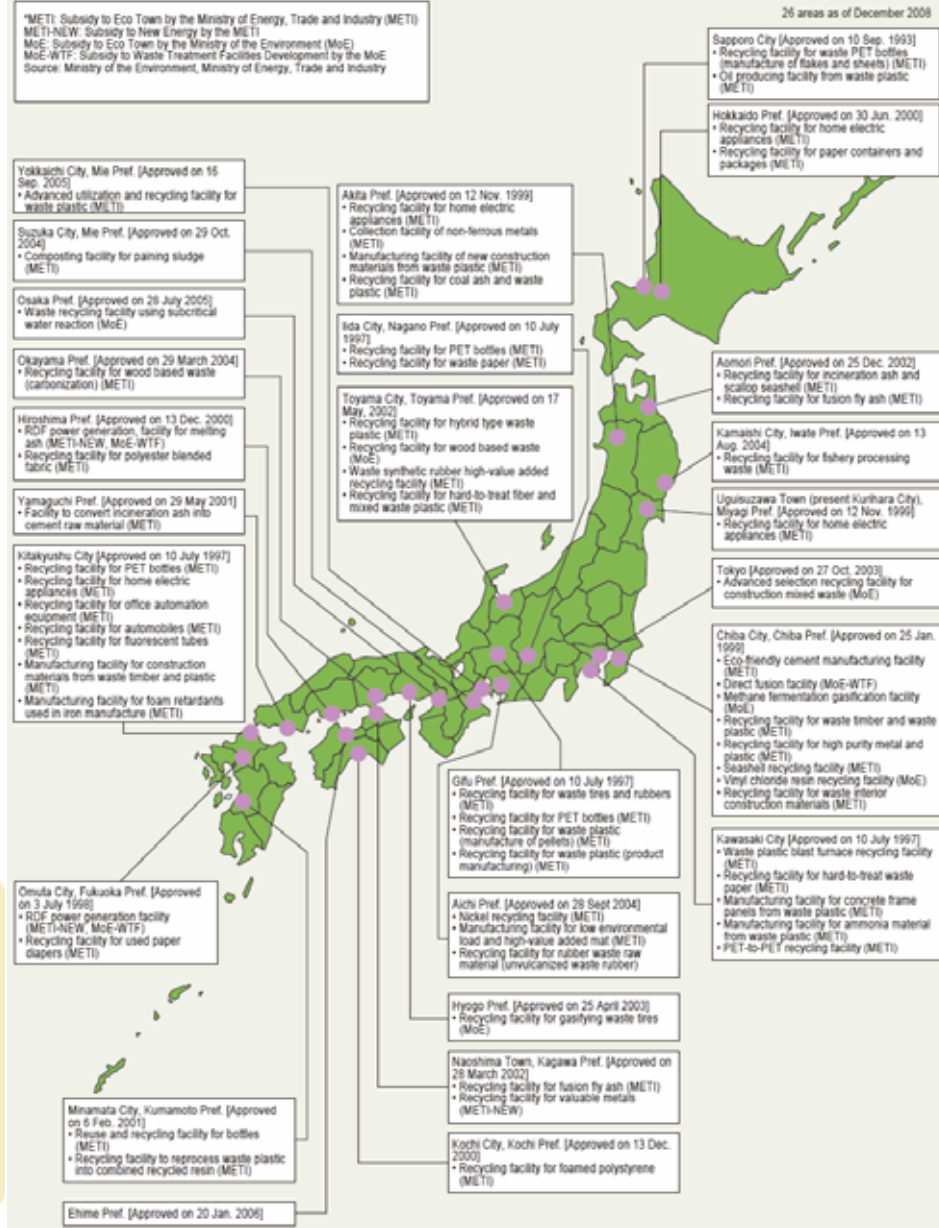 *METI: Subsidy to Eco Town by the Ministry of Energy, Trade and Industry (METI)
METI-NEW: Subsidy to New Energy by the METI
MoE: Subsidy to Eco Town by the Ministry of the Environment (MoE)
MoE-WTF: Subsidy to Waste Treatment Facilities Development by the MoE
Source: Ministry of the Environment, Ministry of Energy, Trade and Industry
26 areas as of December 2008
Sapporo City [Approved on 10 Sep. 1993]
• Recycling facility for waste PET bottles
(manufacture of flakes and sheets) (METI)
• Oil producing facility from waste plastic
(METI)
Hokkaido Pref. [Approved on 30 Jun. 2000]
• Recycling facility for home electric
appliances (METI)
• Recycling facility for paper containers and
packages (METI)
Yokkaichi City, Mie Pref. [Approved on 16
Sep. 2005]
• Advanced utilization and recycling facility for
waste plastic (METI)
Suzuka City, Mie Pref. [Approved on 29 Oct.
2004]
• Composting facility for paining sludge
(METI)
Osaka Pref. [Approved on 28 July 2005]
• Waste recycling facility using subcritical
water reaction (MoE)
Okayama Pref. [Approved on 29 March 2004]
• Recycling facility for wood based waste
(carbonization) (METI)
Hiroshima Pref. [Approved on 13 Dec. 2000]
• RDF power generation, facility for melting
ash (METI-NEW, MoE-WTF)
• Recycling facility for polyester blended
fabric (METI)
Yamaguchi Pref. [Approved on 29 May 2001]
• Facility to convert incineration ash into
cement raw material (METI)
Kitakyushu City [Approved on 10 July 1997]
• Recycling facility for PET bottles (METI)
• Recycling facility for home electric
appliances (METI)
• Recycling facility for office automation
equipment (METI)
• Recycling facility for automobiles (METI)
• Recycling facility for fluorescent tubes
(METI)
• Manufacturing facility for construction
materials from waste timber and plastic
(METI)
• Manufacturing facility for foam retardants
used in iron manufacture (METI)
Akita Pref. [Approved on 12 Nov. 1999]
• Recycling facility for home electric
appliances (METI)
• Collection facility of non-ferrous metals
(METI)
• Manufacturing facility of new construction
materials from waste plastic (METI)
• Recycling facility for coal ash and waste
plastic (METI)
Iida City, Nagano Pref. [Approved on 10 July
1997]
• Recycling facility for PET bottles (METI)
• Recycling facility for waste paper (METI)
Toyama City, Toyama Pref. [Approved on 17
May, 2002]
• Recycling facility for hybrid type waste
plastic (METI)
• Recycling facility for wood based waste
(MoE)
• Waste synthetic rubber high-value added
recycling facility (METI)
• Recycling facility for hard-to-treat fiber and
mixed waste plastic (METI)
Aomori Pref. [Approved on 25 Dec. 2002]
• Recycling facility for incineration ash and
scallop seashell (METI)
• Recycling facility for fusion fly ash (METI)
Kamaishi City, Iwate Pref. [Approved on 13
Aug. 2004]
• Recycling facility for fishery processing
waste (METI)
Uguisuzawa Town (present Kurihara City),
Miyagi Pref. [Approved on 12 Nov. 1999]
• Recycling facility for home electric
appliances (METI)
Tokyo [Approved on 27 Oct. 2003]
• Advanced selection recycling facility for
construction mixed waste (MoE)
Chiba City, Chiba Pref. [Approved on 25 Jan.
1999]
• Eco-friendly cement manufacturing facility
(METI)
• Direct fusion facility (MoE-WTF)
• Methane fermentation gasification facility
(MoE)
• Recycling facility for waste timber and waste
plastic (METI)
• Recycling facility for high purity metal and
plastic (METI)
• Seashell recycling facility (METI)
• Vinyl chloride resin recycling facility (MoE)
• Recycling facility for waste interior
construction materials (METI)
Kawasaki City [Approved on 10 July 1997]
• Waste plastic blast furnace recycling facility
(METI)
• Recycling facility for hard-to-treat waste
paper (METI)
• Manufacturing facility for concrete frame
panels from waste plastic (METI)
• Manufacturing facility for ammonia material
from waste plastic (METI)
• PET-to-PET recycling facility (METI)
Gifu Pref. [Approved on 10 July 1997]
• Recycling facility for waste tires and rubbers
(METI)
• Recycling facility for PET bottles (METI)
• Recycling facility for waste plastic
(manufacture of pellets) (METI)
• Recycling facility for waste plastic (product
manufacturing) (METI)
Aichi Pref. [Approved on 28 Sept 2004]
• Nickel recycling facility (METI)
• Manufacturing facility for low environmental
load and high-value added mat (METI)
• Recycling facility for rubber waste raw
material (unvulcanized waste rubber)
Hyogo Pref. [Approved on 25 April 2003]
• Recycling facility for gasifying waste tires
(MoE)
Naoshima Town, Kagawa Pref. [Approved on
28 March 2002]
• Recycling facility for fusion fly ash (METI)
• Recycling facility for valuable metals
(METI-NEW)
Kochi City, Kochi Pref. [Approved on 13 Dec.
2000]
• Recycling facility for foamed polystyrene
(METI)
Omuta City, Fukuoka Pref. [Approved
on 3 July 1998]
• RDF power generation facility
(METI-NEW, MoE-WTF)
• Recycling facility for used paper
diapers (METI)
Minamata City, Kumamoto Pref. [Approved
on 6 Feb. 2001]
• Reuse and recycling facility for bottles
(METI)
• Recycling facility to reprocess waste plastic
into combined recycled resin (METI)
Ehime Pref. [Approved on 20 Jan. 2006]